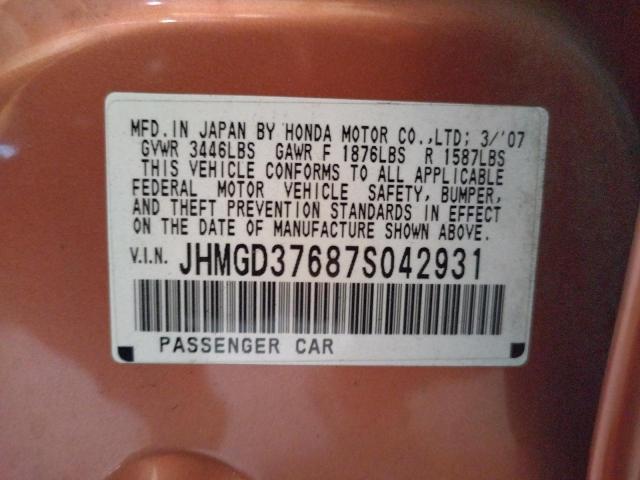 MFD. IN JAPAN BY HONDA MOTOR CO.,LTD; 3/'07
GVWR 3446LBS GAWR F 1876LBS R 1587LBS
THIS VEHICLE CONFORMS TO ALL APPLICABLE
FEDERAL MOTOR VEHICLE SAFETY, BUMPER,
AND THEFT PREVENTION STANDARDS IN EFFECT
ON THE DATE OF MANUFACTURE SHOWN ABOVE.
V.I.N. JHMGD37687S042931
PASSENGER CAR